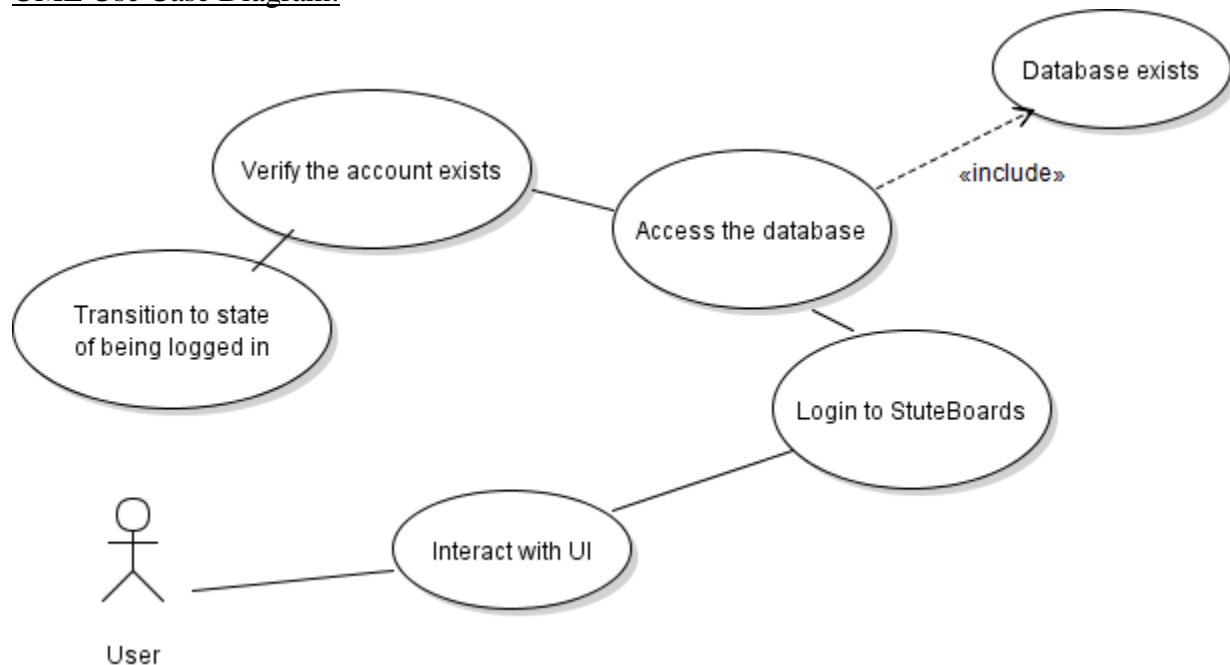 UML Use Case Diagram:
Database exists
Verify the account exists
«include»
Access the database
Transition to state
of being logged in
Login to StuteBoards
Interact with UI
User